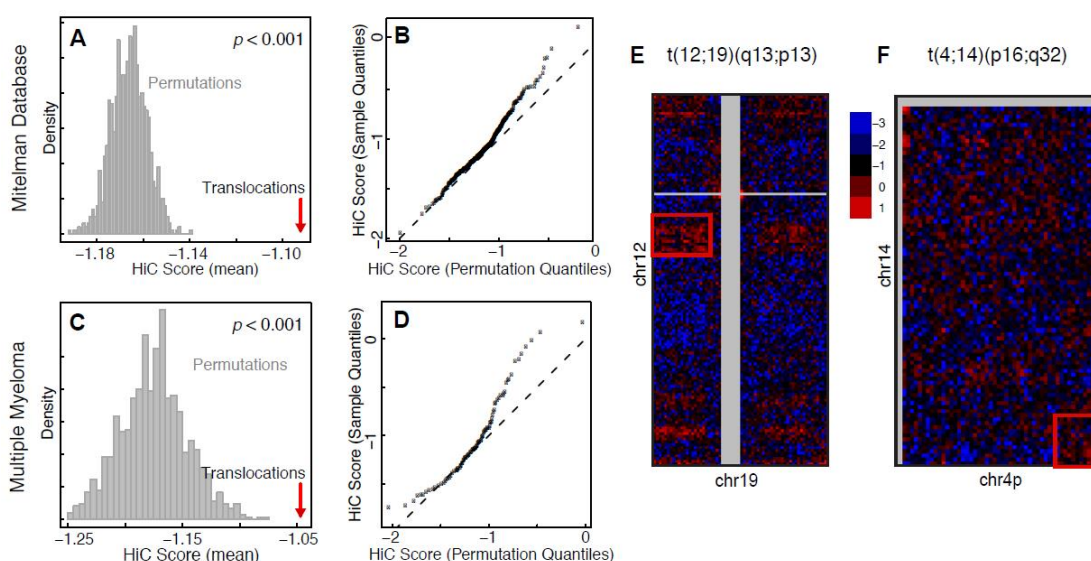 Mitelman Database
A
p < 0.001
Permutations
Translocations
Density
−1.18
−1.14
−1.10
HiC Score (mean)
B
HiC Score (Sample Quantiles)
0
−1
−2
−2
−1
0
HiC Score (Permutation Quantiles)
Multiple Myeloma
C
p < 0.001
Permutations
Translocations
Density
−1.25
−1.15
−1.05
HiC Score (mean)
D
HiC Score (Sample Quantiles)
0
−1
−2
−1
0
HiC Score (Permutation Quantiles)
E
t(12;19)(q13;p13)
chr12
chr19
−3
−2
−1
0
1
F
t(4;14)(p16;q32)
chr14
chr4p